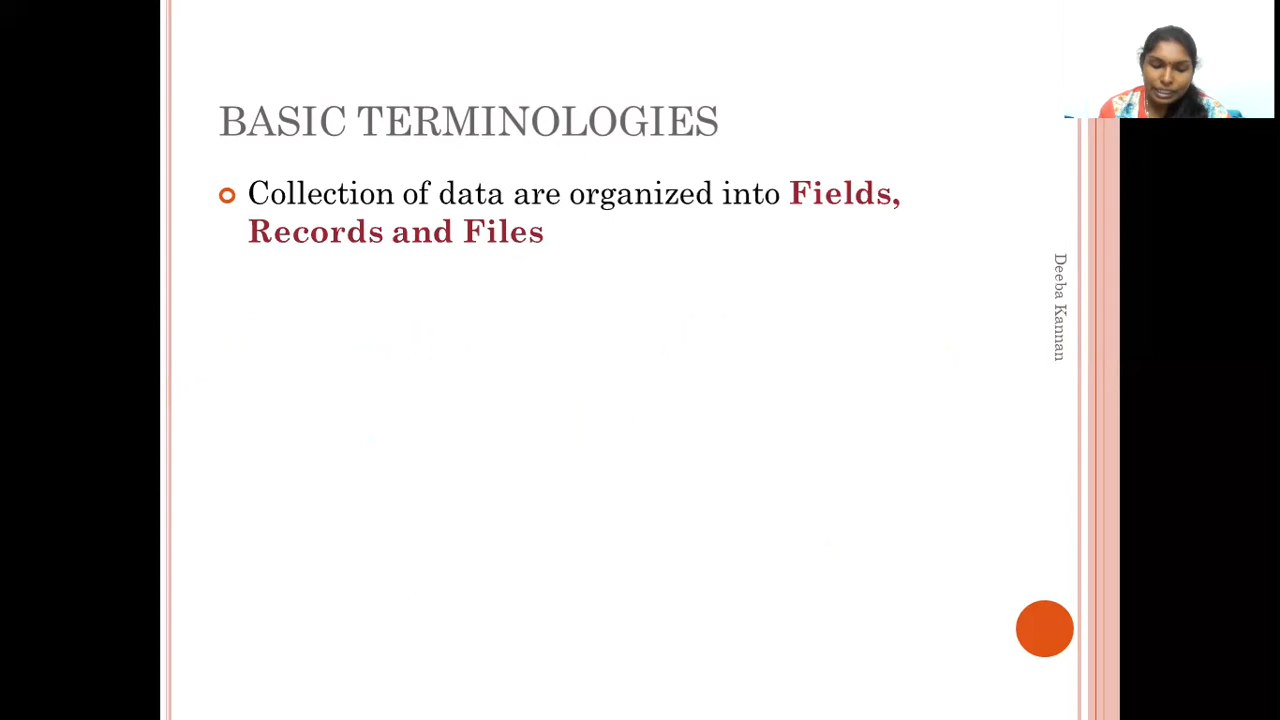 BASIC TERMINOLOGIES
Collection of data are organized into Fields,
Records and Files
Deeba Kannan